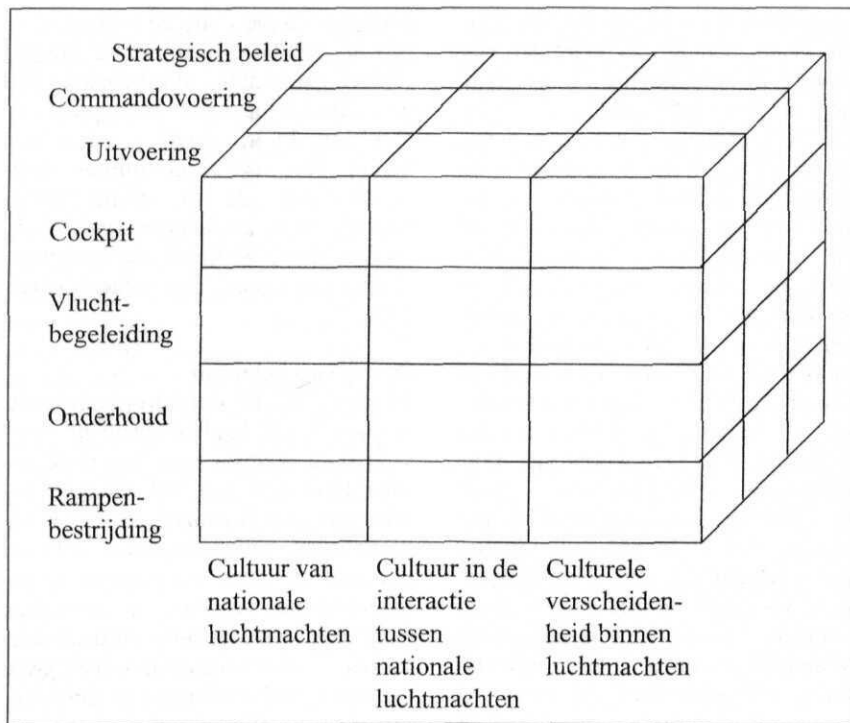 Strategisch beleid
Commandovoering
Uitvoering
Cockpit
Vlucht-
begeleiding
Onderhoud
Rampen-
bestrijding
Cultuur van
nationale
luchtmachten
Cultuur in de
interactie
tussen
nationale
luchtmachten
Culturele
verscheiden-
heid binnen
luchtmachten